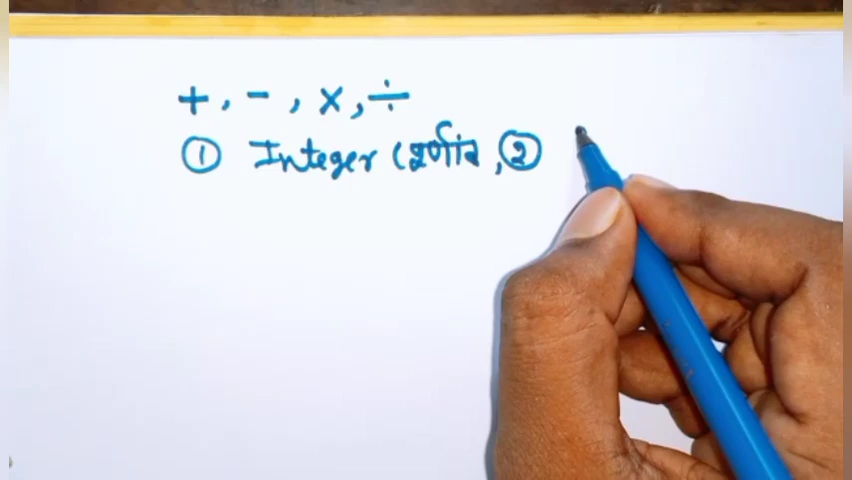 +, -, ×, ÷
① Integer (পূর্ণাংক, ②